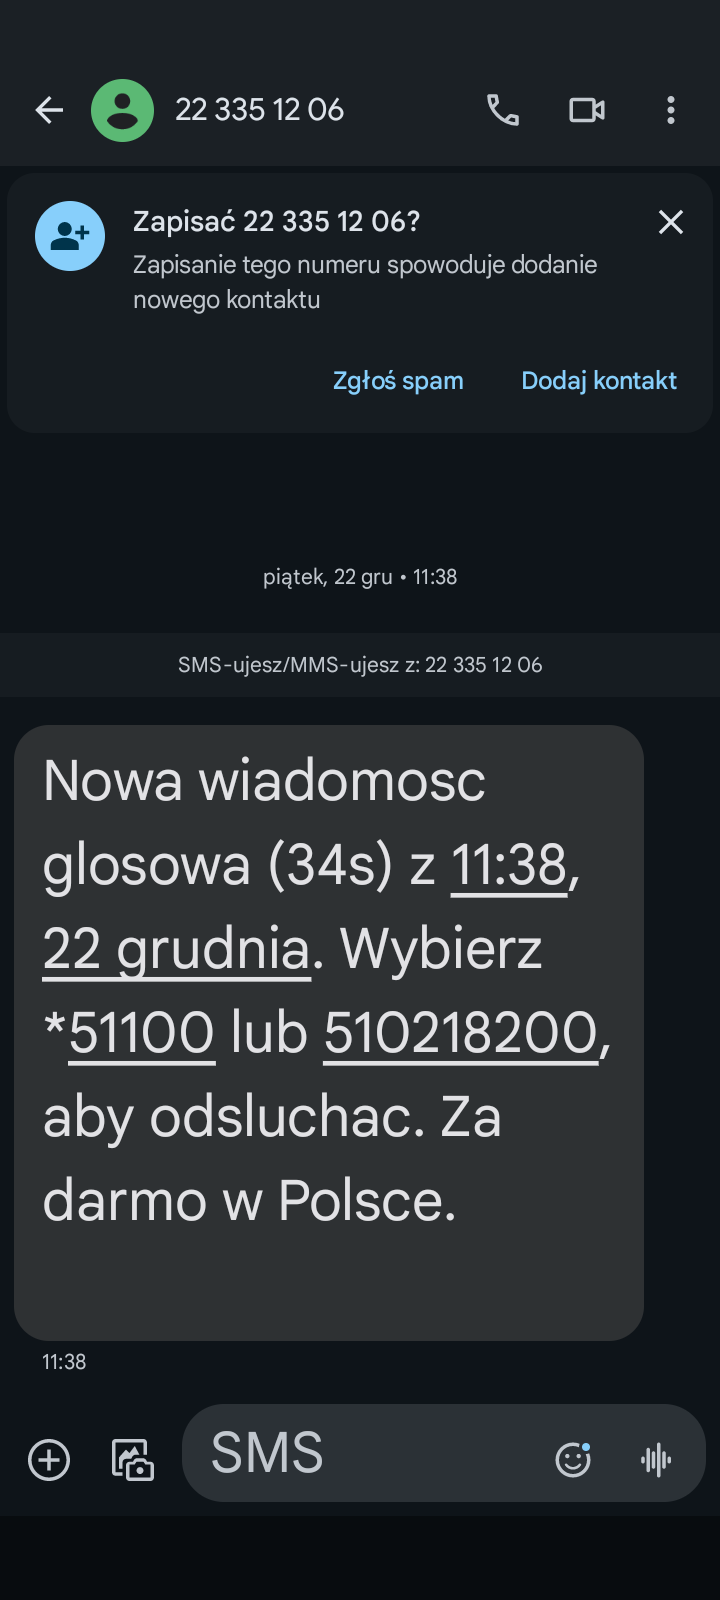 22 335 12 06
Zapisać 22 335 12 06?
Zapisanie tego numeru spowoduje dodanie
nowego kontaktu
Zgłoś spam Dodaj kontakt
piątek, 22 gru • 11:38
SMS-ujesz/MMS-ujesz z: 22 335 12 06
Nowa wiadomosc
glosowa (34s) z 11:38,
22 grudnia. Wybierz
*51100 lub 510218200,
aby odsluchac. Za
darmo w Polsce.
11:38
SMS